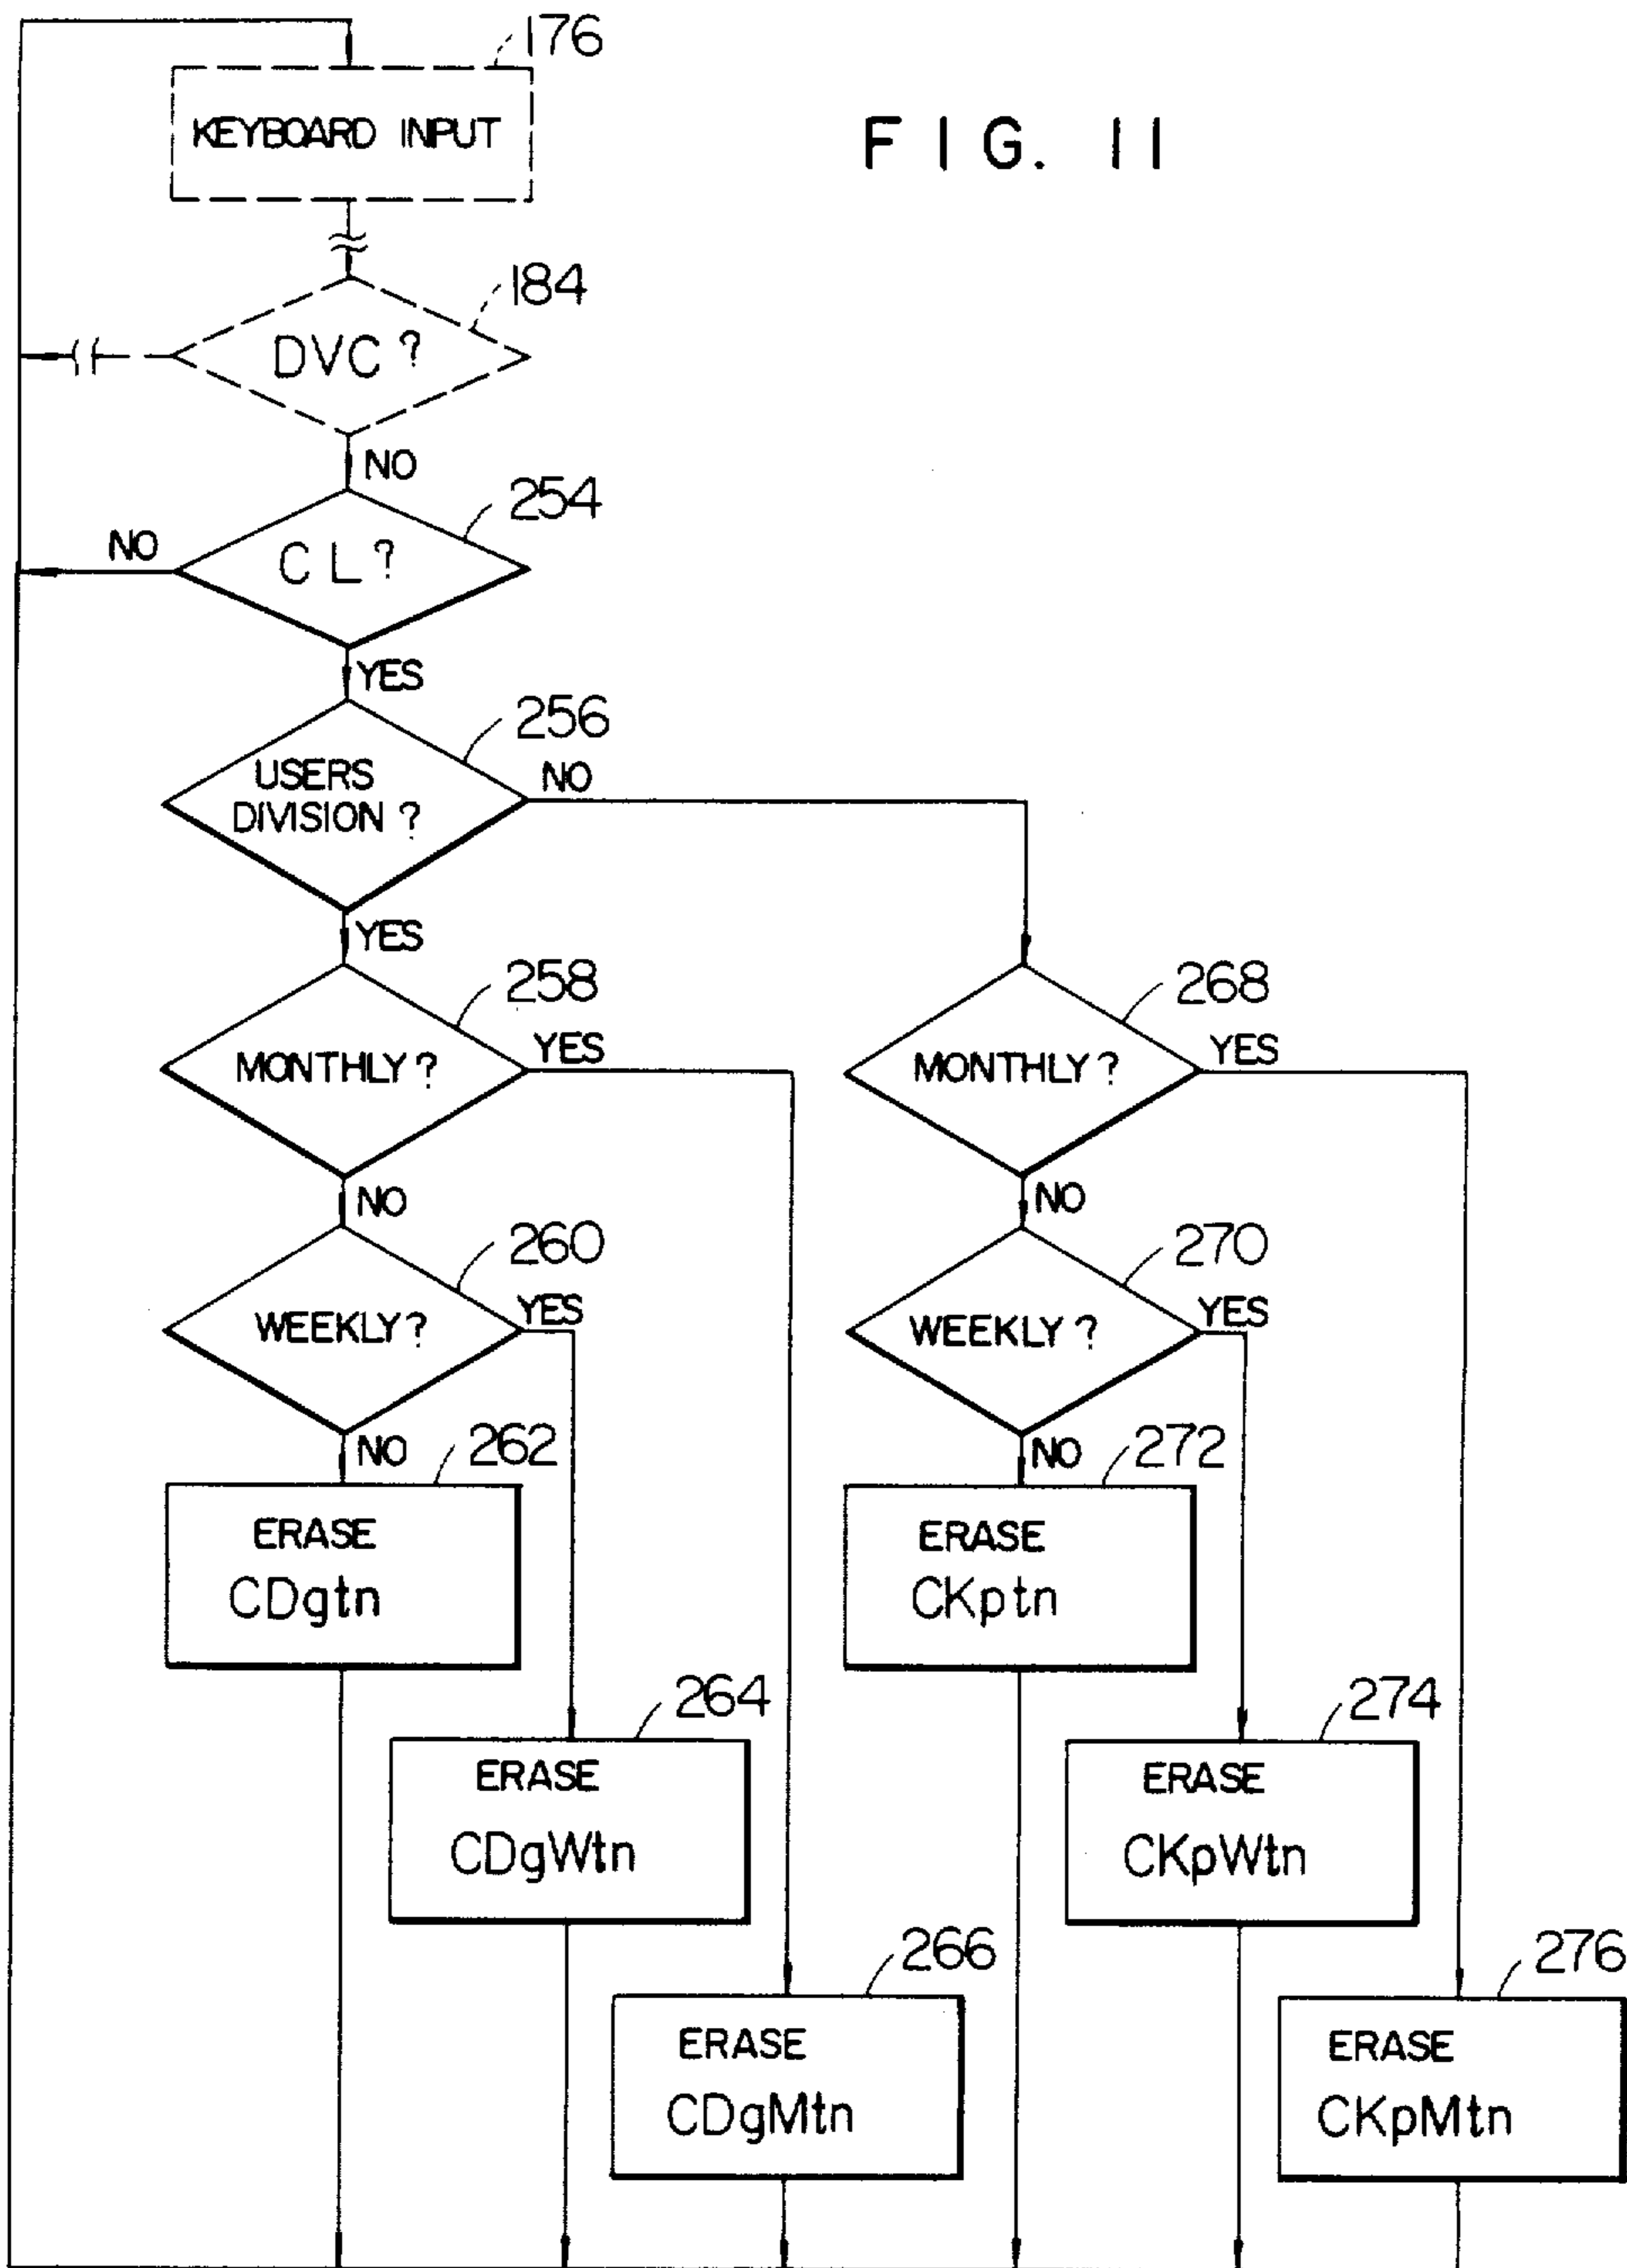 176
KEYBOARD INPUT
FIG. 11
184
DVC ?
NO
254
NO
CL ?
YES
256
USERS
DIVISION ?
NO
YES
258
268
MONTHLY ?
YES
MONTHLY ?
YES
NO
NO
260
270
WEEKLY ?
YES
WEEKLY ?
YES
NO
262
NO
272
ERASE
CDgtn
ERASE
CKptn
264
274
ERASE
CDgWtn
ERASE
CKpWtn
266
276
ERASE
CDgMtn
ERASE
CKpMtn